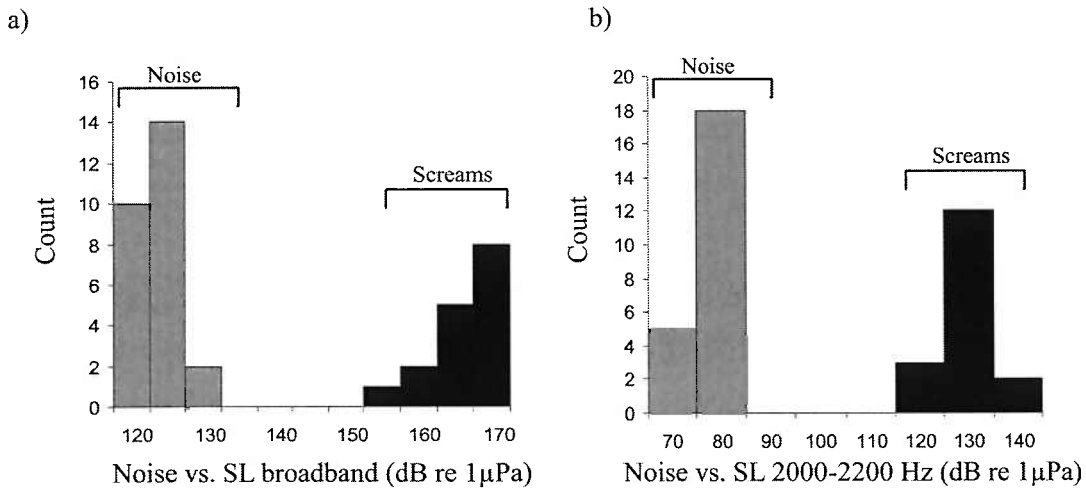 a)
Noise
Screams
16
14
12
10
8
6
4
2
0
Count
120 130 140 150 160 170
Noise vs. SL broadband (dB re 1µPa)
b)
Noise
Screams
20
18
16
14
12
10
8
6
4
2
0
Count
70 80 90 100 110 120 130 140
Noise vs. SL 2000-2200 Hz (dB re 1µPa)